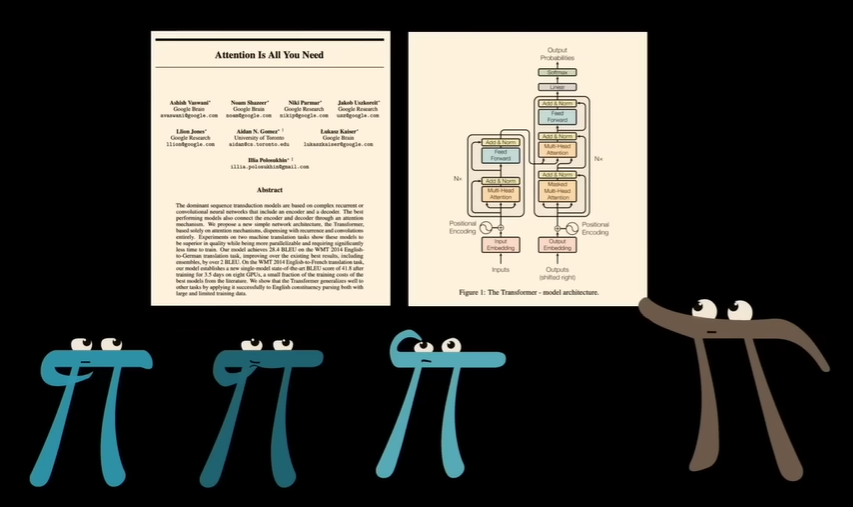 Attention Is All You Need
Ashish Vaswani*
Google Brain
avaswani@google.com
Noam Shazeer*
Google Brain
noam@google.com
Niki Parmar*
Google Research
nikip@google.com
Jakob Uszkoreit*
Google Research
usz@google.com
Llion Jones*
Google Research
llion@google.com
Aidan N. Gomez* †
University of Toronto
aidan@cs.toronto.edu
Łukasz Kaiser*
Google Brain
lukaszkaiser@google.com
Illia Polosukhin* ‡
illia.polosukhin@gmail.com
Abstract
The dominant sequence transduction models are based on complex recurrent or
convolutional neural networks that include an encoder and a decoder. The best
performing models also connect the encoder and decoder through an attention
mechanism. We propose a new simple network architecture, the Transformer,
based solely on attention mechanisms, dispensing with recurrence and convolutions
entirely. Experiments on two machine translation tasks show these models to
be superior in quality while being more parallelizable and requiring significantly
less time to train. Our model achieves 28.4 BLEU on the WMT 2014 English-
to-German translation task, improving over the existing best results, including
ensembles, by over 2 BLEU. On the WMT 2014 English-to-French translation task,
our model establishes a new single-model state-of-the-art BLEU score of 41.8 after
training for 3.5 days on eight GPUs, a small fraction of the training costs of the
best models from the literature. We show that the Transformer generalizes well to
other tasks by applying it successfully to English constituency parsing both with
large and limited training data.
Output
Probabilities
Softmax
Linear
Add & Norm
Feed
Forward
Add & Norm
Multi-Head
Attention
Add & Norm
Masked
Multi-Head
Attention
N×
Add & Norm
Feed
Forward
Add & Norm
Multi-Head
Attention
N×
Positional
Encoding
Positional
Encoding
Input
Embedding
Output
Embedding
Inputs
Outputs
(shifted right)
Figure 1: The Transformer - model architecture.